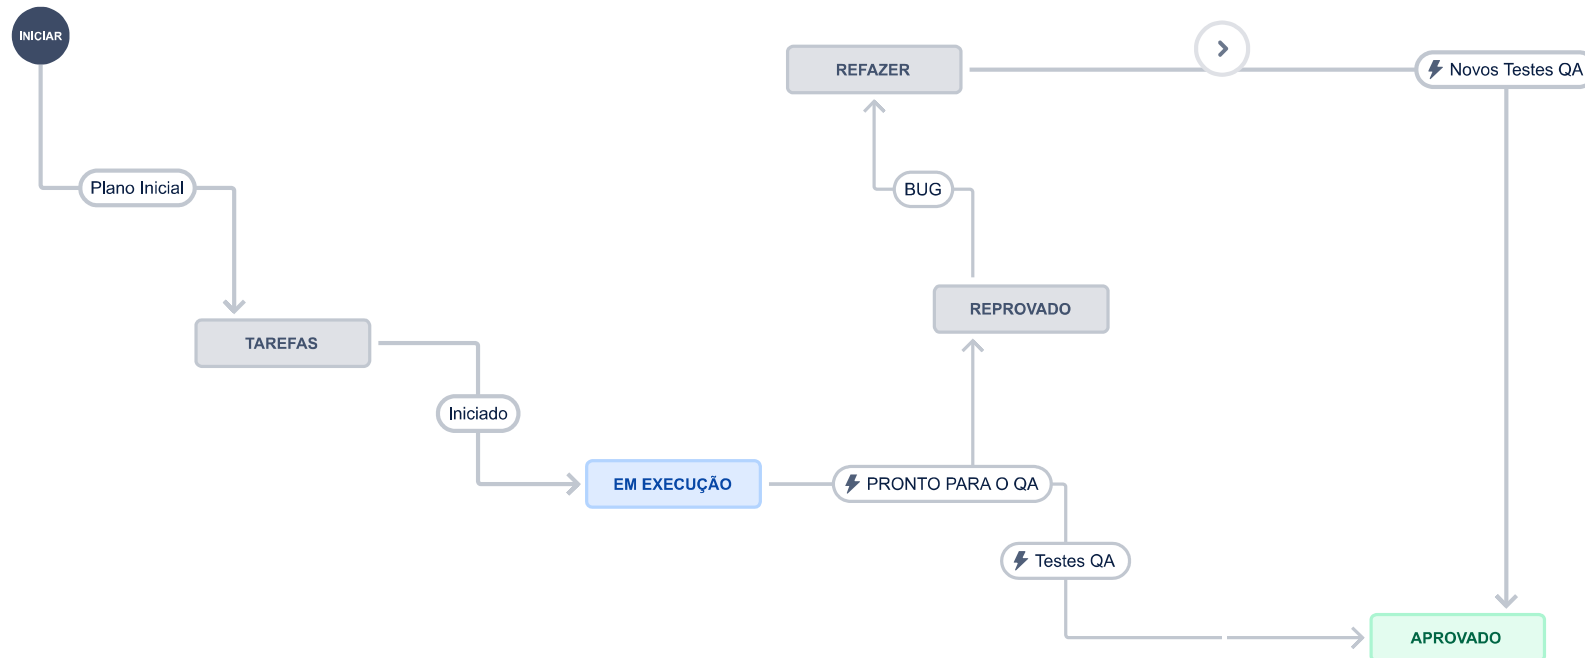 INICIAR
REFAZER
Novos Testes QA
Plano Inicial
BUG
REPROVADO
TAREFAS
Iniciado
EM EXECUÇÃO
PRONTO PARA O QA
Testes QA
APROVADO